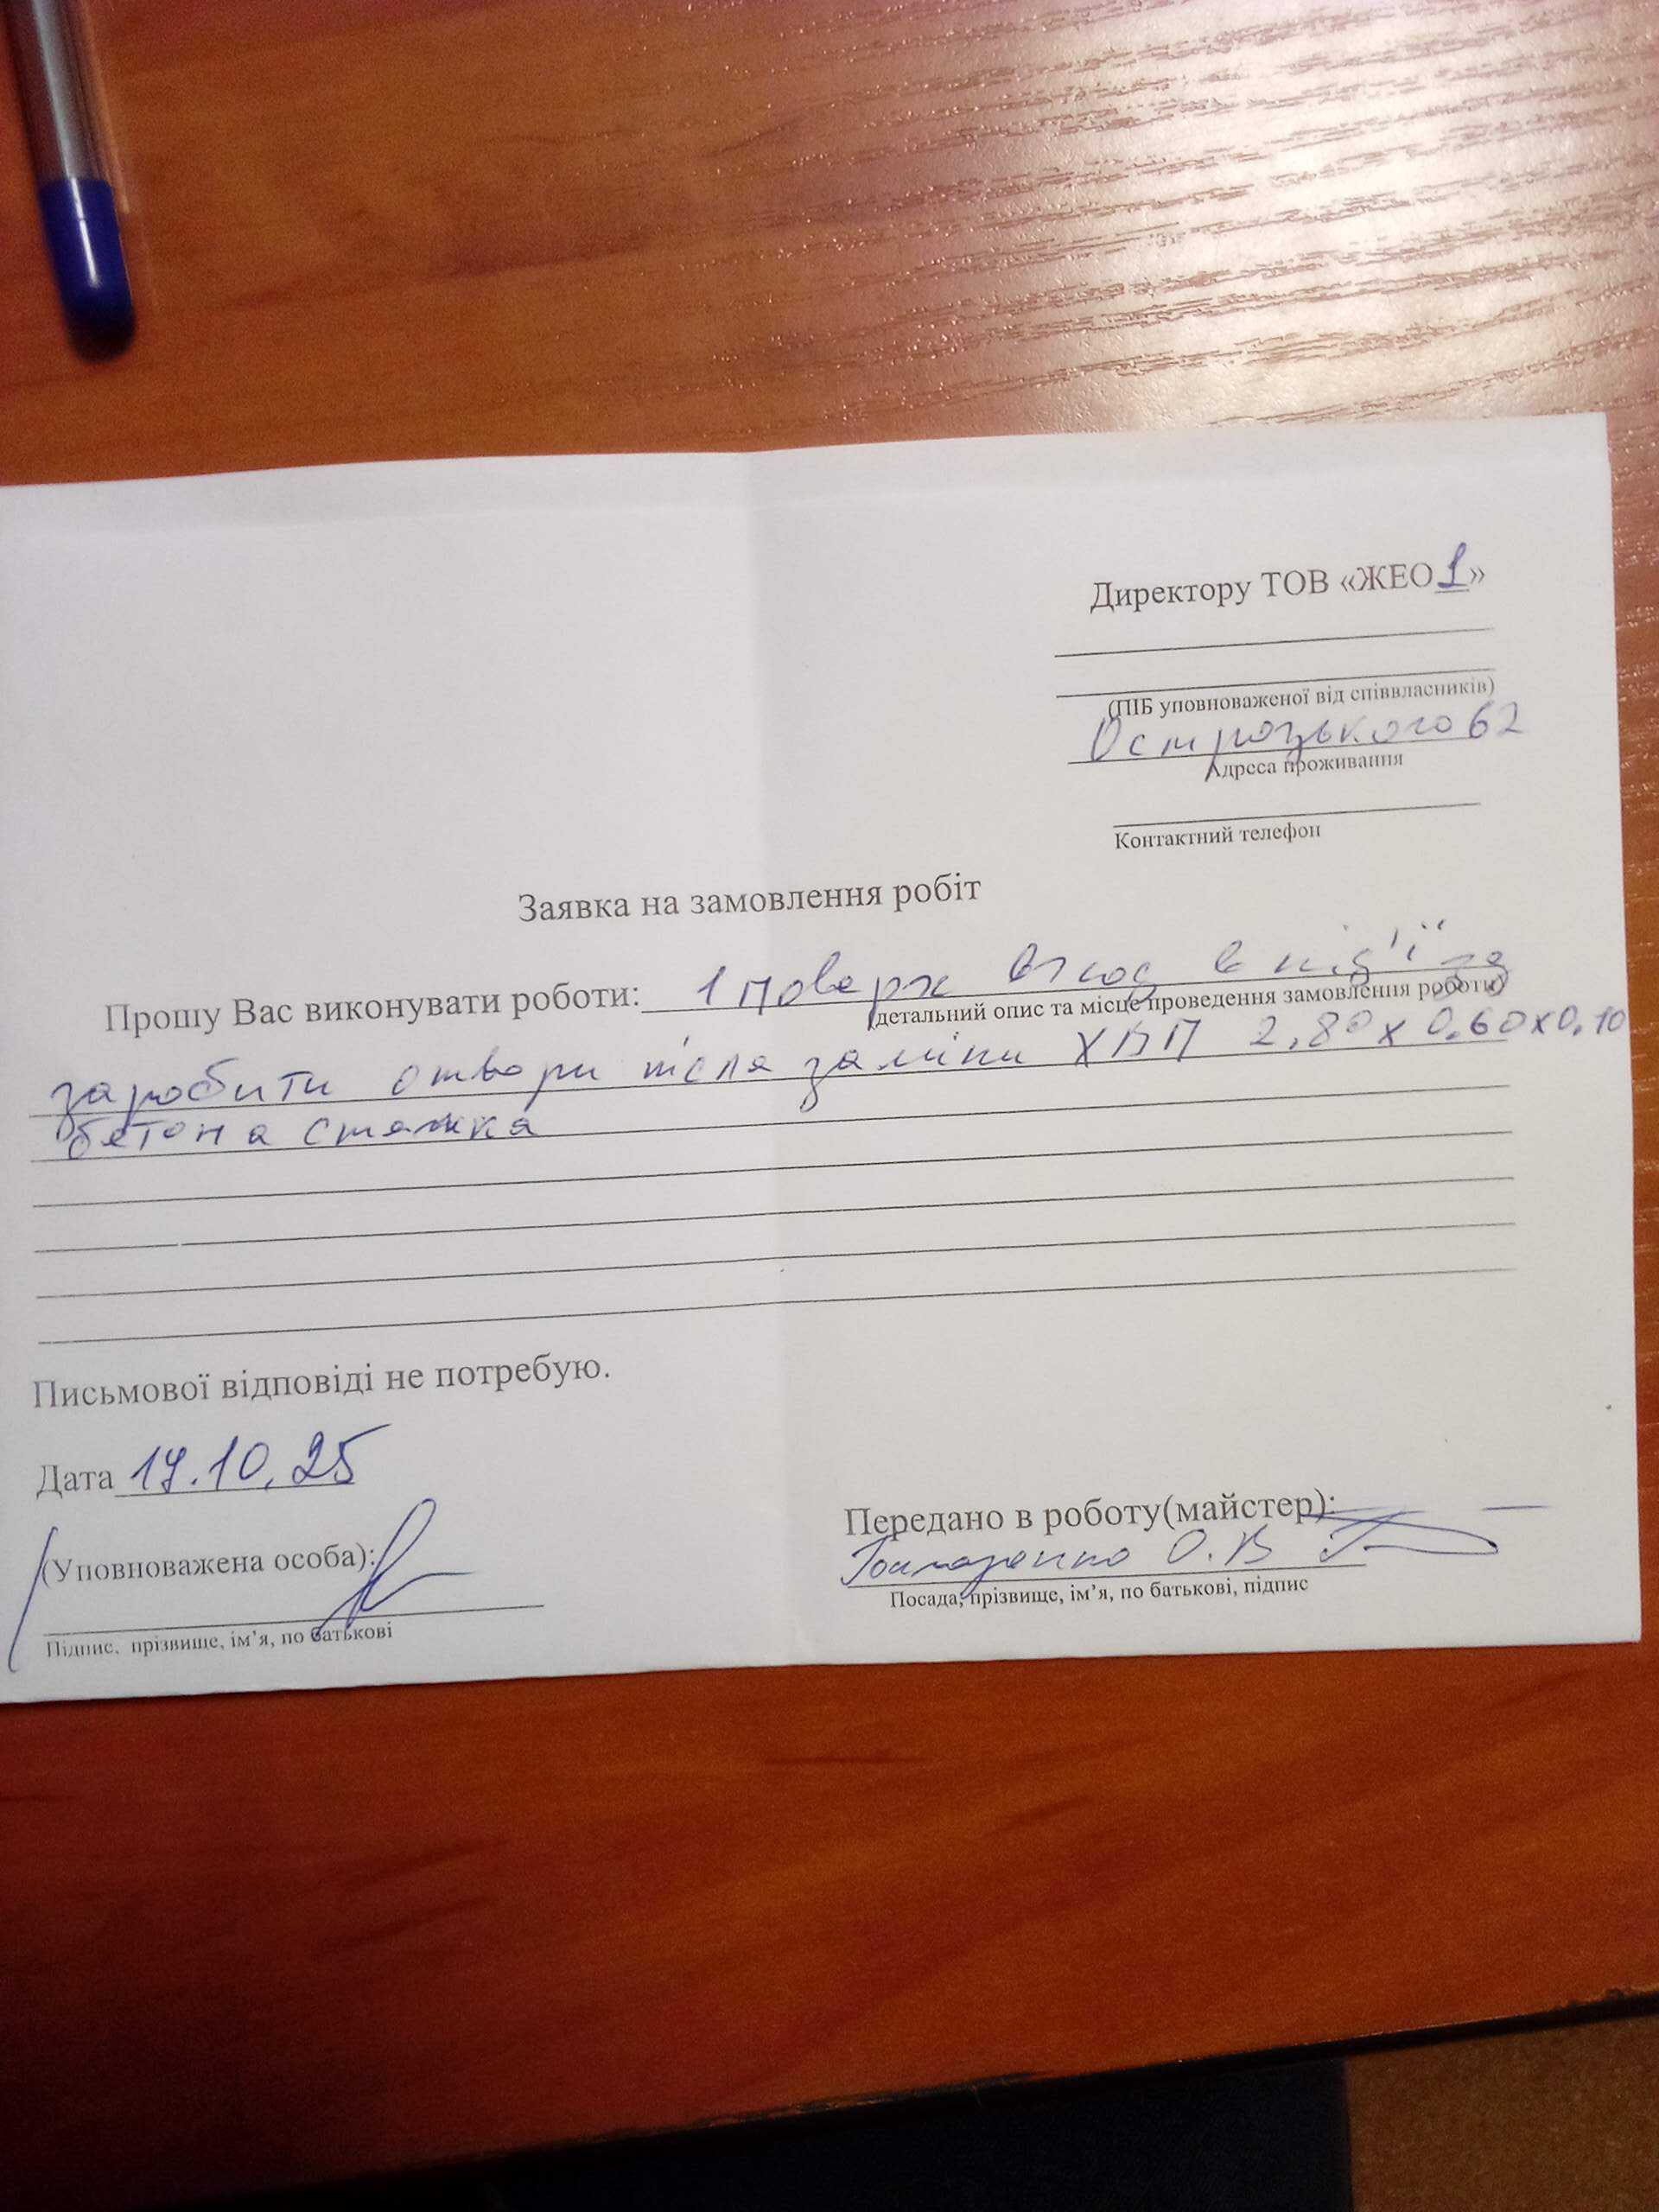 Директору ТОВ «ЖЕО 1»
(ПІБ уповноваженої від співвласників)
Острозького 62
Адреса проживання
Контактний телефон
Заявка на замовлення робіт
Прошу Вас виконувати роботи: 1 поверх вход в під'їзд
(детальний опис та місце проведення замовлення роботи)
заробити отвори після заміни ХВП 2,80 х 0.60 х 0.10
бетона стяжка
Письмової відповіді не потребую.
Дата 17.10.25
(Уповноважена особа):
Підпис, прізвище, ім'я, по батькові
Передано в роботу(майстер):
О.В
Посада, прізвище, ім'я, по батькові, підпис